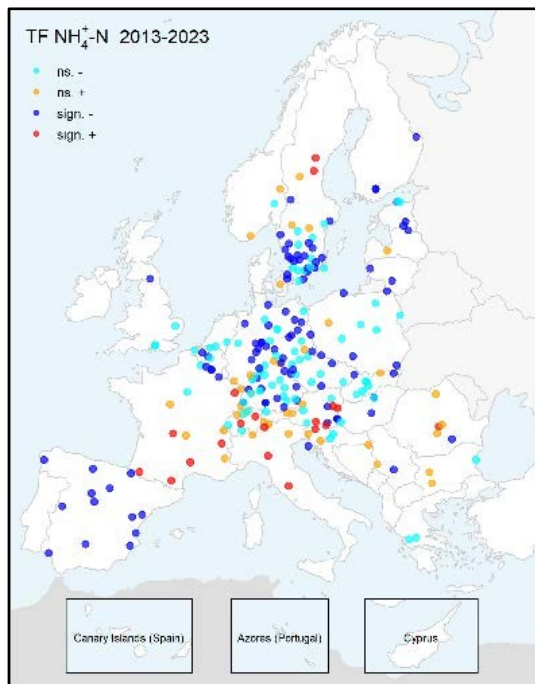 TF NH₄⁺-N 2013-2023
ns. -
ns. +
sign. -
sign. +
Canary Islands (Spain)
Azores (Portugal)
Cyprus